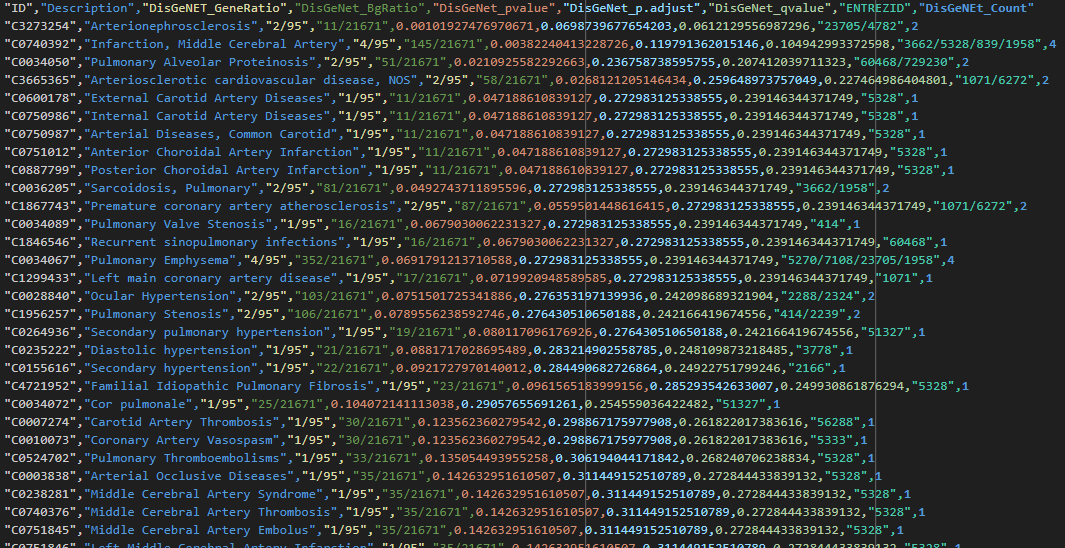 "ID","Description","DisGeNET_GeneRatio","DisGeNet_BgRatio","DisGeNet_pvalue","DisGeNet_p.adjust","DisGeNet_qvalue","ENTREZID","DisGeNEt_Count"
"C3273254","Arterionephrosclerosis","2/95","11/21671",0.00101927476970671,0.0698739677654203,0.0612129556987296,"23705/4782",2
"C0740392","Infarction, Middle Cerebral Artery","4/95","145/21671",0.00382240413228726,0.119791362015146,0.104942993372598,"3662/5328/839/1958",4
"C0034050","Pulmonary Alveolar Proteinosis","2/95","51/21671",0.0210925582292663,0.236758738595755,0.207412039711323,"60468/729230",2
"C3665365","Arteriosclerotic cardiovascular disease, NOS","2/95","58/21671",0.0268121205146434,0.259648973757049,0.227464986404801,"1071/6272",2
"C0600178","External Carotid Artery Diseases","1/95","11/21671",0.047188610839127,0.272983125338555,0.239146344371749,"5328",1
"C0750986","Internal Carotid Artery Diseases","1/95","11/21671",0.047188610839127,0.272983125338555,0.239146344371749,"5328",1
"C0750987","Arterial Diseases, Common Carotid","1/95","11/21671",0.047188610839127,0.272983125338555,0.239146344371749,"5328",1
"C0751012","Anterior Choroidal Artery Infarction","1/95","11/21671",0.047188610839127,0.272983125338555,0.239146344371749,"5328",1
"C0887799","Posterior Choroidal Artery Infarction","1/95","11/21671",0.047188610839127,0.272983125338555,0.239146344371749,"5328",1
"C0036205","Sarcoidosis, Pulmonary","2/95","81/21671",0.0492743711895596,0.272983125338555,0.239146344371749,"3662/1958",2
"C1867743","Premature coronary artery atherosclerosis","2/95","87/21671",0.0559501448616415,0.272983125338555,0.239146344371749,"1071/6272",2
"C0034089","Pulmonary Valve Stenosis","1/95","16/21671",0.0679030062231327,0.272983125338555,0.239146344371749,"414",1
"C1846546","Recurrent sinopulmonary infections","1/95","16/21671",0.0679030062231327,0.272983125338555,0.239146344371749,"60468",1
"C0034067","Pulmonary Emphysema","4/95","352/21671",0.0691791213710588,0.272983125338555,0.239146344371749,"5270/7108/23705/1958",4
"C1299433","Left main coronary artery disease","1/95","17/21671",0.0719920948589585,0.272983125338555,0.239146344371749,"1071",1
"C0028840","Ocular Hypertension","2/95","103/21671",0.0751501725341886,0.276353197139936,0.242098689321904,"2288/2324",2
"C1956257","Pulmonary Stenosis","2/95","106/21671",0.0789556238592746,0.276430510650188,0.242166419674556,"414/2239",2
"C0264936","Secondary pulmonary hypertension","1/95","19/21671",0.080117096176926,0.276430510650188,0.242166419674556,"51327",1
"C0235222","Diastolic hypertension","1/95","21/21671",0.0881717028695489,0.283214902558785,0.248109873218485,"3778",1
"C0155616","Secondary hypertension","1/95","22/21671",0.0921727970140012,0.284490682726864,0.24922751799246,"2166",1
"C4721952","Familial Idiopathic Pulmonary Fibrosis","1/95","23/21671",0.0961565183999156,0.285293542633007,0.249930861876294,"5328",1
"C0034072","Cor pulmonale","1/95","25/21671",0.104072141113038,0.29057655691261,0.254559036422482,"51327",1
"C0007274","Carotid Artery Thrombosis","1/95","30/21671",0.123562360279542,0.298867175977908,0.261822017383616,"56288",1
"C0010073","Coronary Artery Vasospasm","1/95","30/21671",0.123562360279542,0.298867175977908,0.261822017383616,"5333",1
"C0524702","Pulmonary Thromboembolisms","1/95","33/21671",0.135054493955258,0.306194044171842,0.268240706238834,"5328",1
"C0003838","Arterial Occlusive Diseases","1/95","35/21671",0.142632951610507,0.311449152510789,0.272844433839132,"5328",1
"C0238281","Middle Cerebral Artery Syndrome","1/95","35/21671",0.142632951610507,0.311449152510789,0.272844433839132,"5328",1
"C0740376","Middle Cerebral Artery Thrombosis","1/95","35/21671",0.142632951610507,0.311449152510789,0.272844433839132,"5328",1
"C0751845","Middle Cerebral Artery Embolus","1/95","35/21671",0.142632951610507,0.311449152510789,0.272844433839132,"5328",1
"C0751846","Left Middle Cerebral Artery Infarction","1/95","35/21671",0.142632951610507,0.311449152510789,0.272844433839132,"5328",1